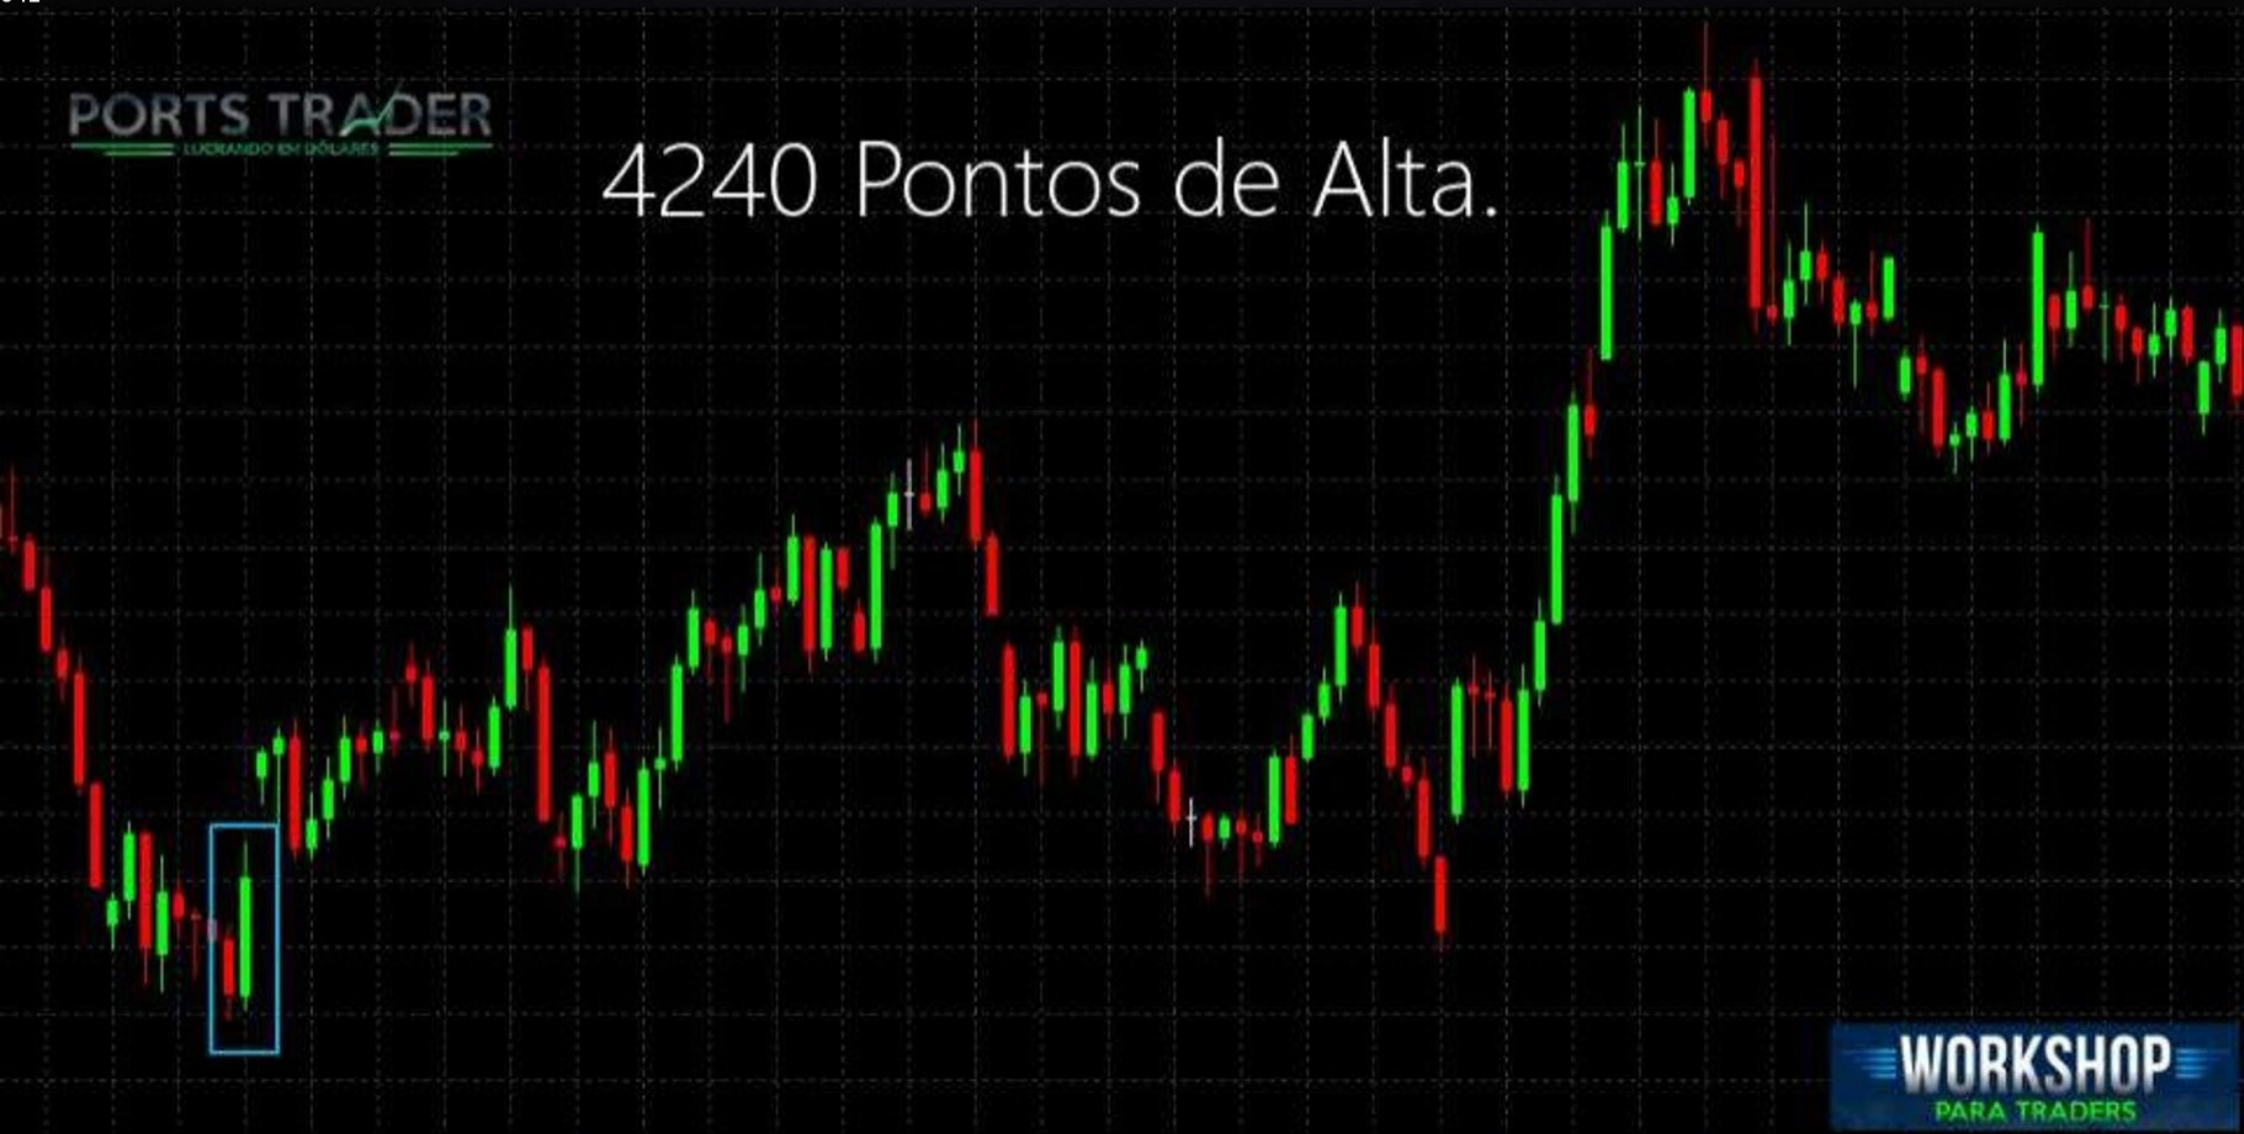 PORTS TRADER
LUCRANDO EM DÓLARES
4240 Pontos de Alta.
WORKSHOP
PARA TRADERS